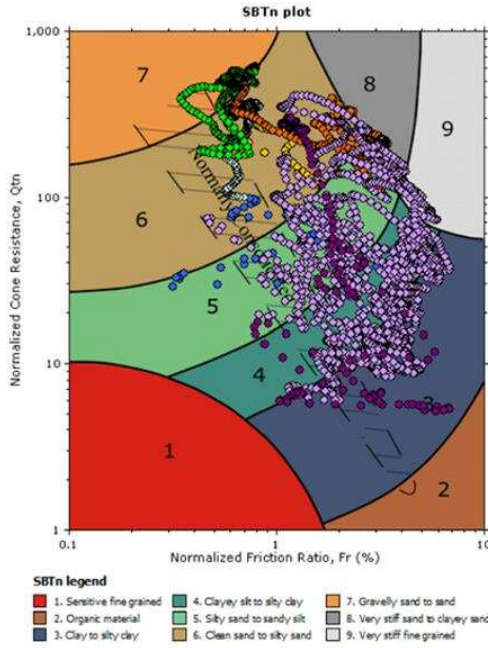 SBTn plot
1,000
7
8
9
100
Normally
6
5
10
4
3
1
2
1
0.1
1
10
Normalized Cone Resistance, Qtn
Normalized Friction Ratio, Fr (%)
SBTn legend
1. Sensitive fine grained
4. Clayey silt to silty clay
7. Gravelly sand to sand
2. Organic material
5. Silty sand to sandy silt
8. Very stiff sand to clayey sand
3. Clay to silty clay
6. Clean sand to silty sand
9. Very stiff fine grained